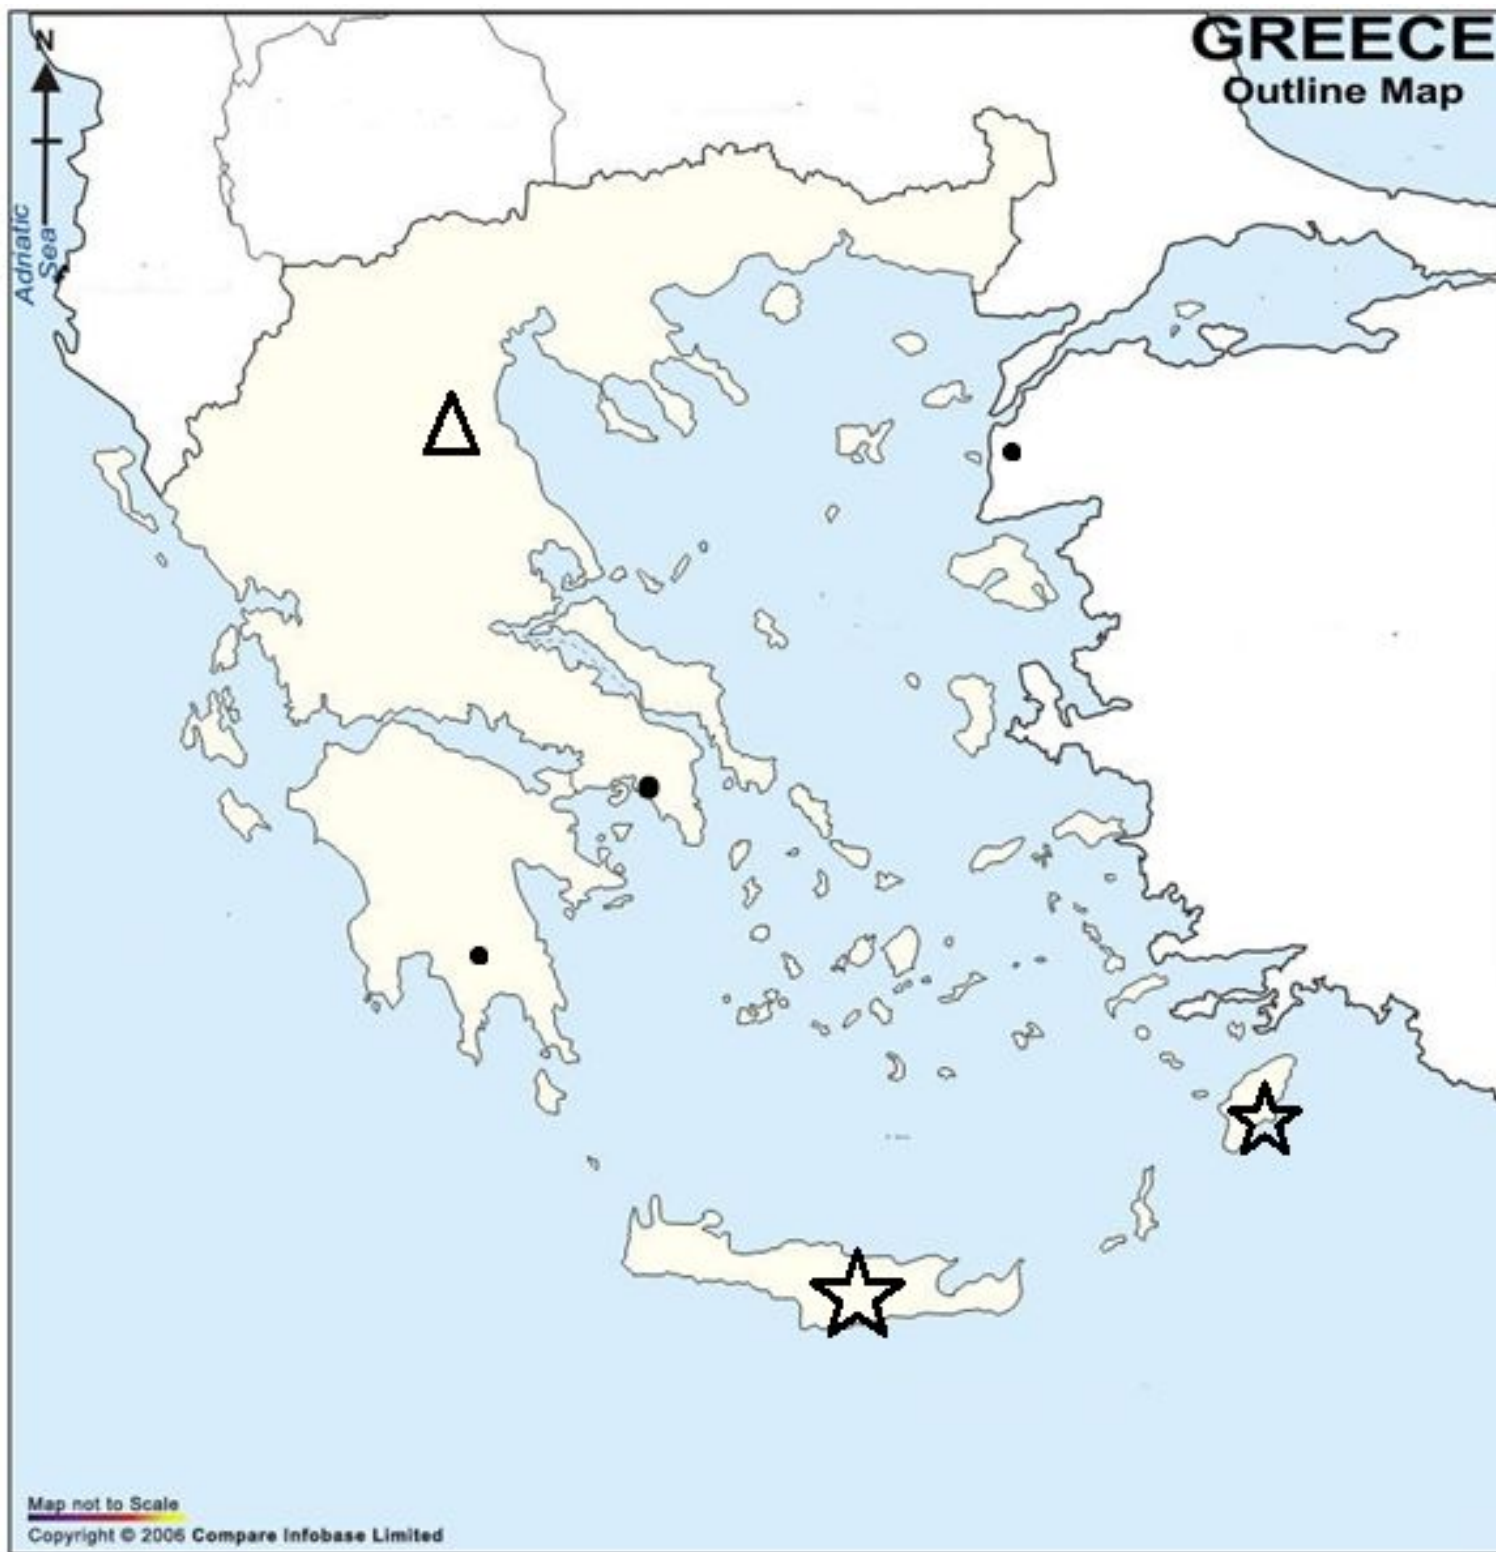 GREECE
Outline Map
N
Adriatic
Sea
Map not to Scale
Copyright © 2006 Compare Infobase Limited